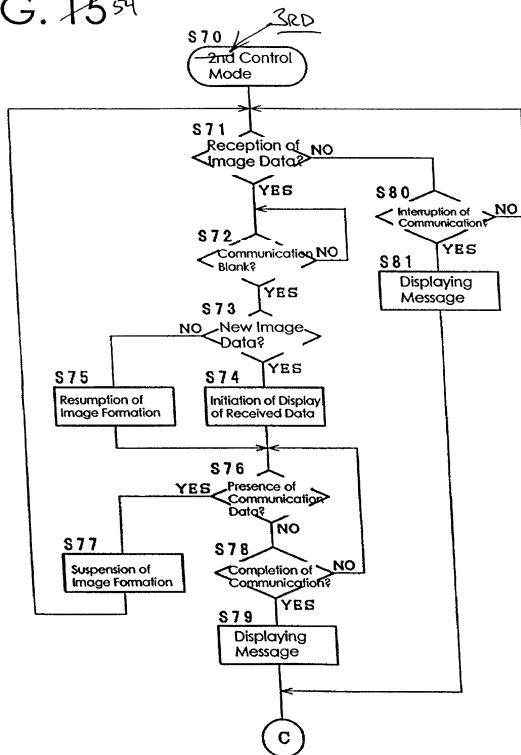 G. 15 54
3RD
S70
2nd Control
Mode
S71
Reception of
Image Data?
NO
YES
S80
Interruption of
Communication?
NO
YES
S72
Communication
Blank?
NO
YES
S81
Displaying
Message
S73
New Image
Data?
NO
YES
S75
Resumption of
Image Formation
S74
Initiation of Display
of Received Data
S76
Presence of
Communication
Data?
YES
NO
S77
Suspension of
Image Formation
S78
Completion of
Communication?
NO
YES
S79
Displaying
Message
C